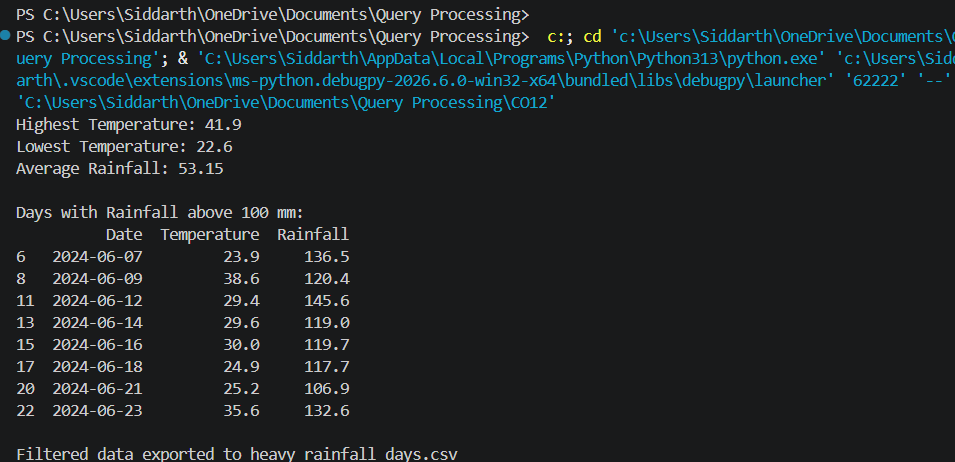 PS C:\Users\Siddarth\OneDrive\Documents\Query Processing>
PS C:\Users\Siddarth\OneDrive\Documents\Query Processing>  c:; cd 'c:\Users\Siddarth\OneDrive\Documents\Q
uery Processing'; & 'C:\Users\Siddarth\AppData\Local\Programs\Python\Python313\python.exe' 'c:\Users\Sidd
arth\.vscode\extensions\ms-python.debugpy-2026.6.0-win32-x64\bundled\libs\debugpy\launcher' '62222' '--'
'C:\Users\Siddarth\OneDrive\Documents\Query Processing\CO12'
Highest Temperature: 41.9
Lowest Temperature: 22.6
Average Rainfall: 53.15
Days with Rainfall above 100 mm:
Date  Temperature  Rainfall
6   2024-06-07         23.9     136.5
8   2024-06-09         38.6     120.4
11  2024-06-12         29.4     145.6
13  2024-06-14         29.6     119.0
15  2024-06-16         30.0     119.7
17  2024-06-18         24.9     117.7
20  2024-06-21         25.2     106.9
22  2024-06-23         35.6     132.6
Filtered data exported to heavy_rainfall_days.csv